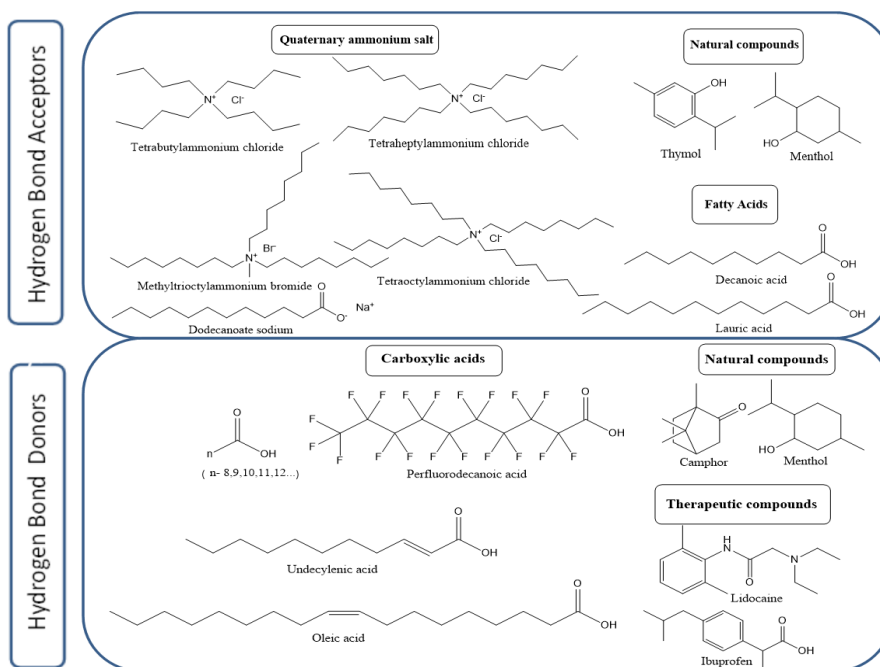 Hydrogen Bond Acceptors
Quaternary ammonium salt
Natural compounds
N⁺
Cl⁻
Tetrabutylammonium chloride
N⁺
Cl⁻
Tetraheptylammonium chloride
OH
Thymol
HO
Menthol
Br⁻
N⁺
Methyltrioctylammonium bromide
N⁺
Cl⁻
Tetraoctylammonium chloride
Fatty Acids
O
OH
Decanoic acid
O
O⁻
Na⁺
Dodecanoate sodium
O
OH
Lauric acid
Hydrogen Bond Donors
Carboxylic acids
Natural compounds
O
n
OH
( n- 8,9,10,11,12...)
F F F F F F F F O
F
F
OH
F F F F F F F F F
Perfluorodecanoic acid
O
Camphor
HO
Menthol
O
OH
Undecylenic acid
Therapeutic compounds
H
N
O
N
Lidocaine
O
OH
Oleic acid
O
OH
Ibuprofen